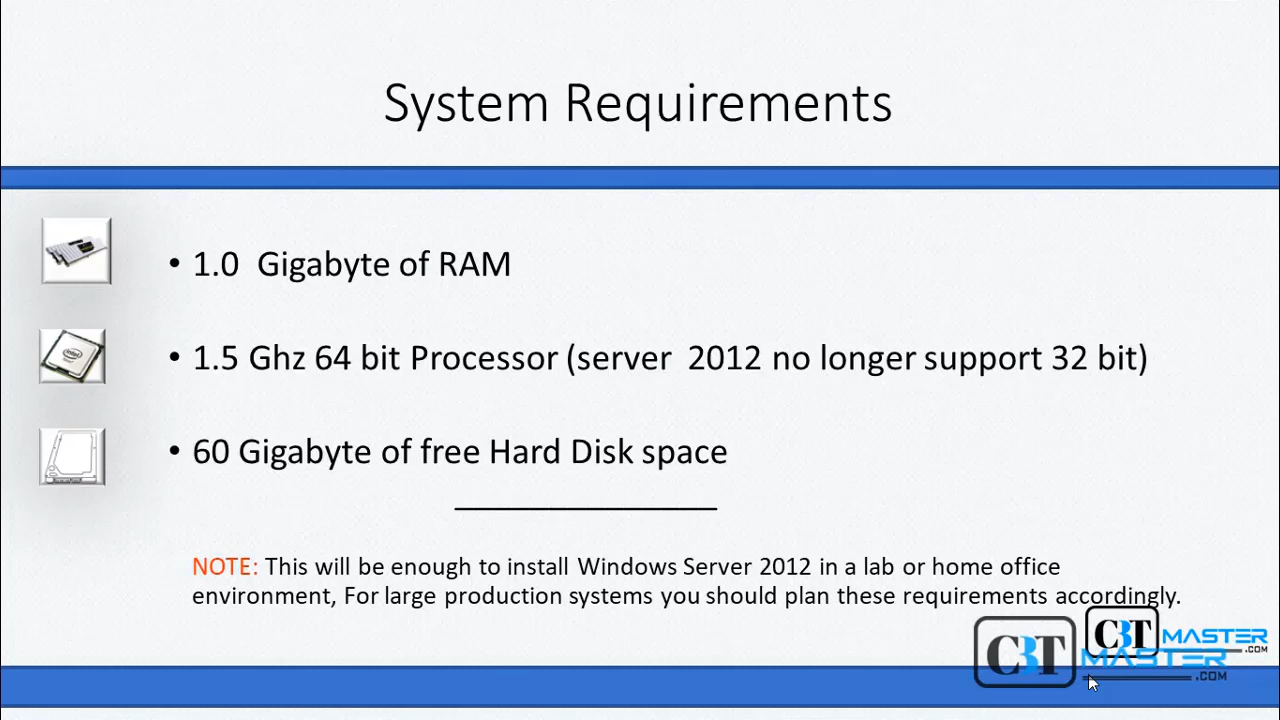 System Requirements
• 1.0 Gigabyte of RAM
• 1.5 Ghz 64 bit Processor (server 2012 no longer support 32 bit)
• 60 Gigabyte of free Hard Disk space
NOTE: This will be enough to install Windows Server 2012 in a lab or home office
environment, For large production systems you should plan these requirements accordingly.
CBT MASTER .COM
CBT MASTER .COM